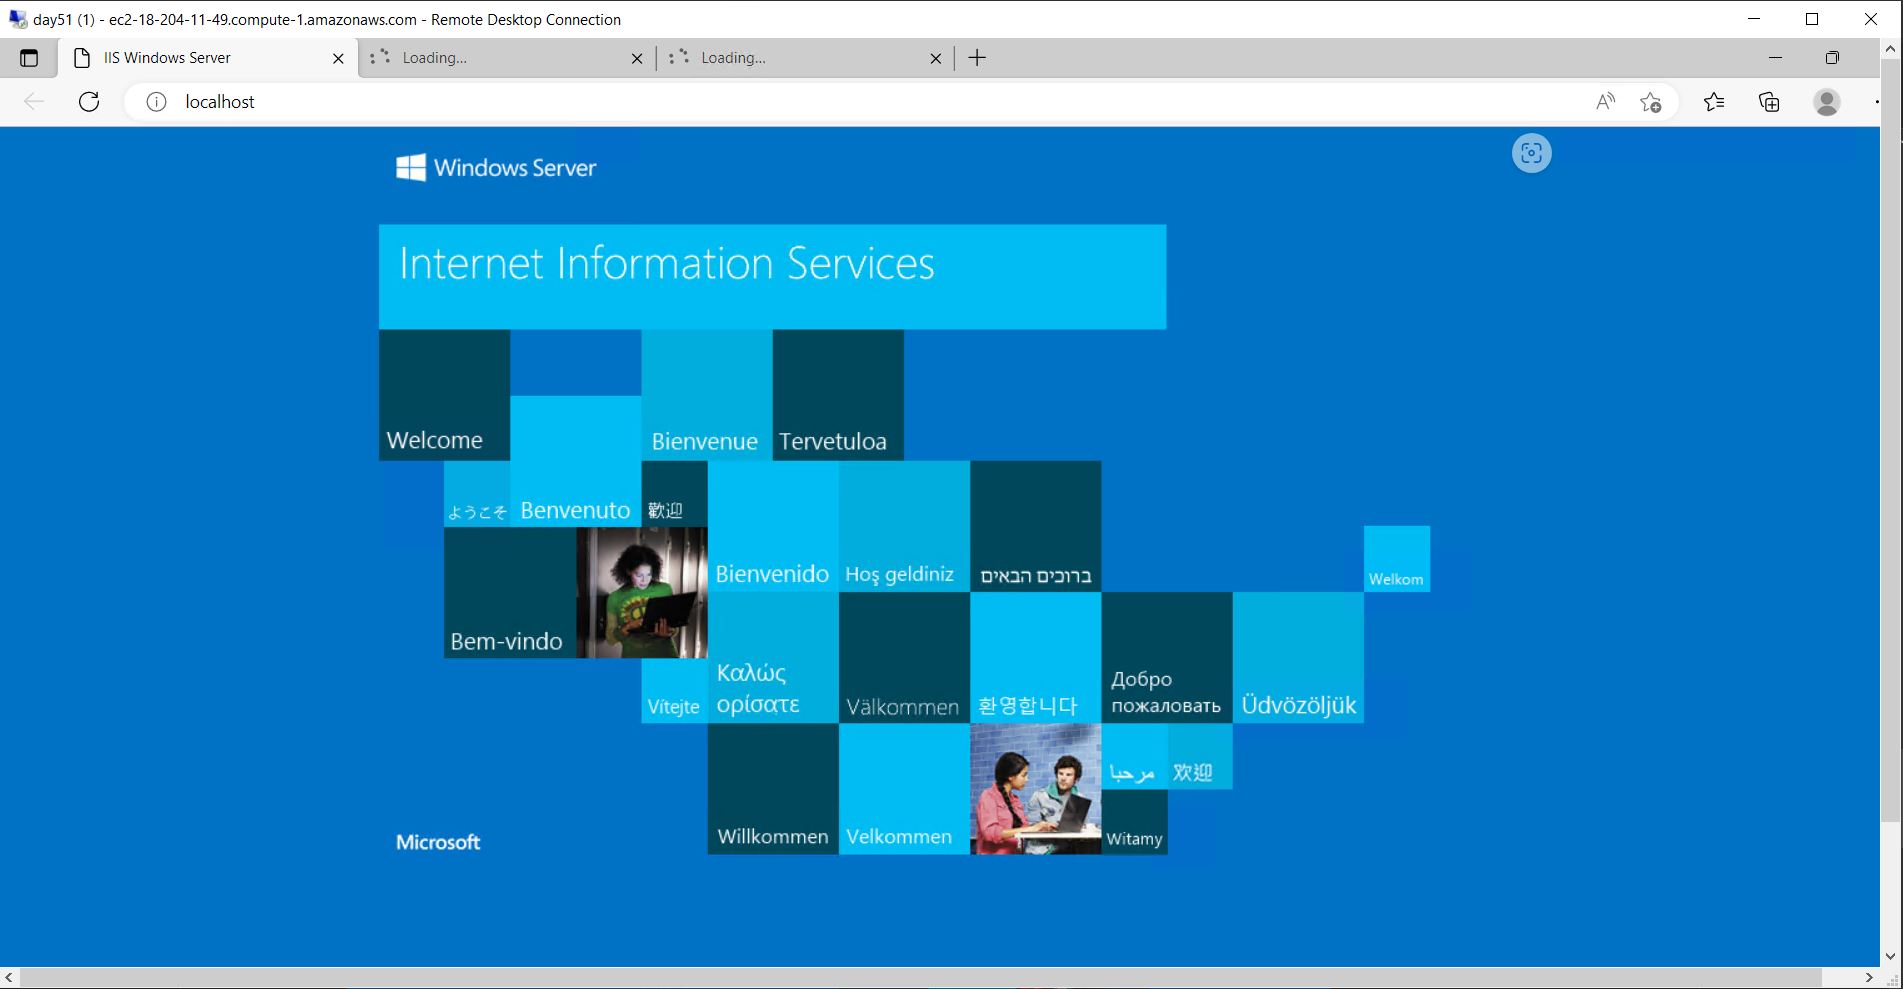 day51 (1) - ec2-18-204-11-49.compute-1.amazonaws.com - Remote Desktop Connection
IIS Windows Server
Loading...
Loading...
localhost
Windows Server
Internet Information Services
Welcome
Bienvenue
Tervetuloa
ようこそ
Benvenuto
歡迎
Bienvenido
Hoş geldiniz
ברוכים הבאים
Welkom
Bem-vindo
Vítejte
Καλώς
ορίσατε
Välkommen
환영합니다
Добро
пожаловать
Üdvözöljük
مرحبا
欢迎
Willkommen
Velkommen
Witamy
Microsoft